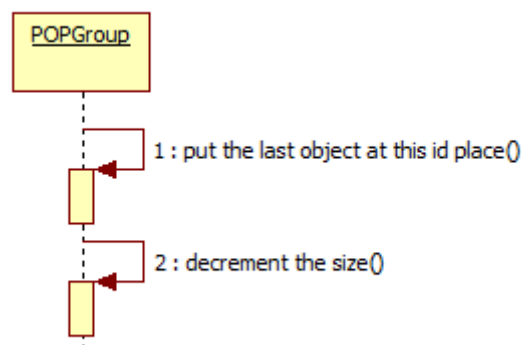 POPGroup
1 : put the last object at this id place()
2 : decrement the size()